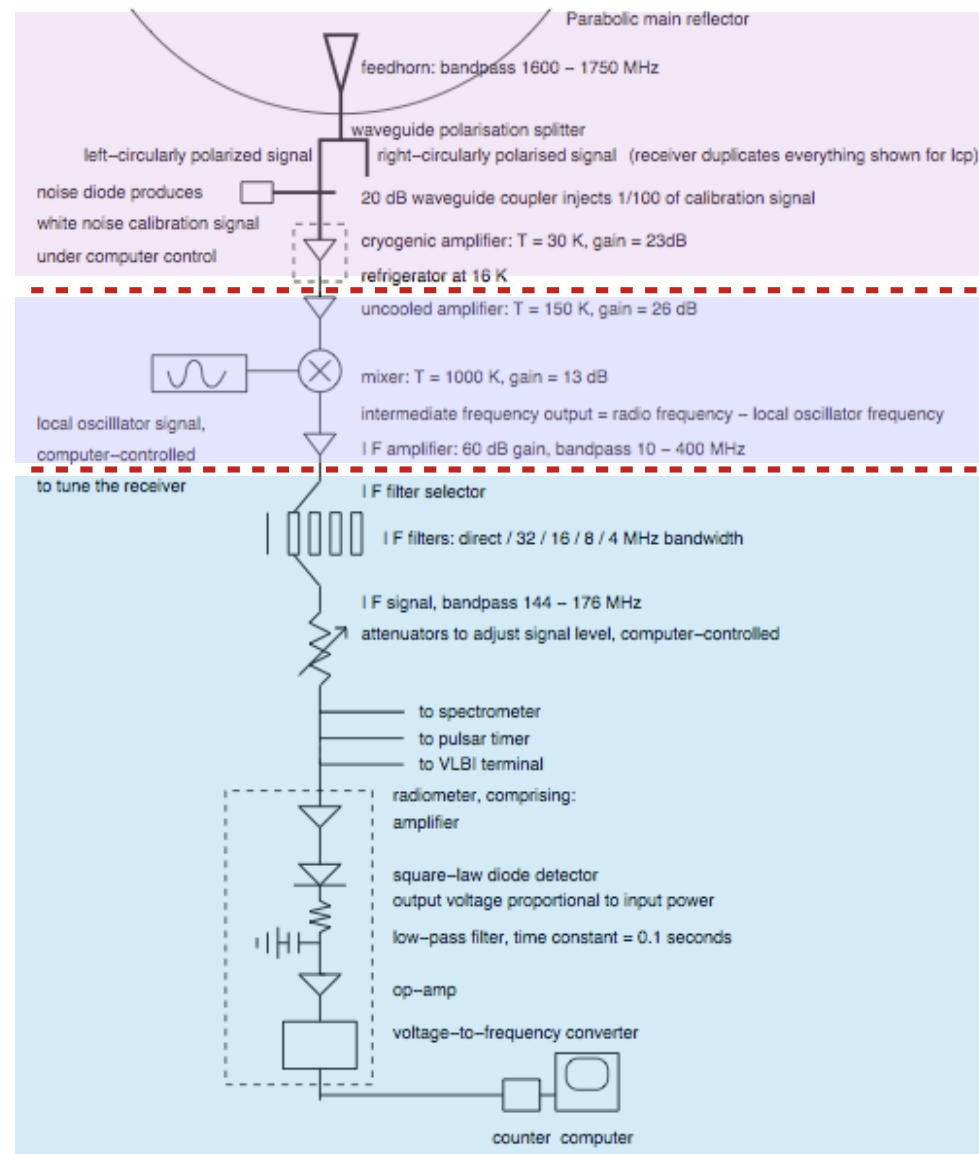 Parabolic main reflector
feedhorn: bandpass 1600 – 1750 MHz
waveguide polarisation splitter
left–circularly polarized signal
right–circularly polarised signal (receiver duplicates everything shown for lcp)
noise diode produces
white noise calibration signal
under computer control
20 dB waveguide coupler injects 1/100 of calibration signal
cryogenic amplifier: T = 30 K, gain = 23dB
refrigerator at 16 K
uncooled amplifier: T = 150 K, gain = 26 dB
mixer: T = 1000 K, gain = 13 dB
intermediate frequency output = radio frequency – local oscillator frequency
local oscilllator signal,
computer–controlled
to tune the receiver
I F amplifier: 60 dB gain, bandpass 10 – 400 MHz
I F filter selector
I F filters: direct / 32 / 16 / 8 / 4 MHz bandwidth
I F signal, bandpass 144 – 176 MHz
attenuators to adjust signal level, computer–controlled
to spectrometer
to pulsar timer
to VLBI terminal
radiometer, comprising:
amplifier
square–law diode detector
output voltage proportional to input power
low–pass filter, time constant = 0.1 seconds
op–amp
voltage–to–frequency converter
counter computer